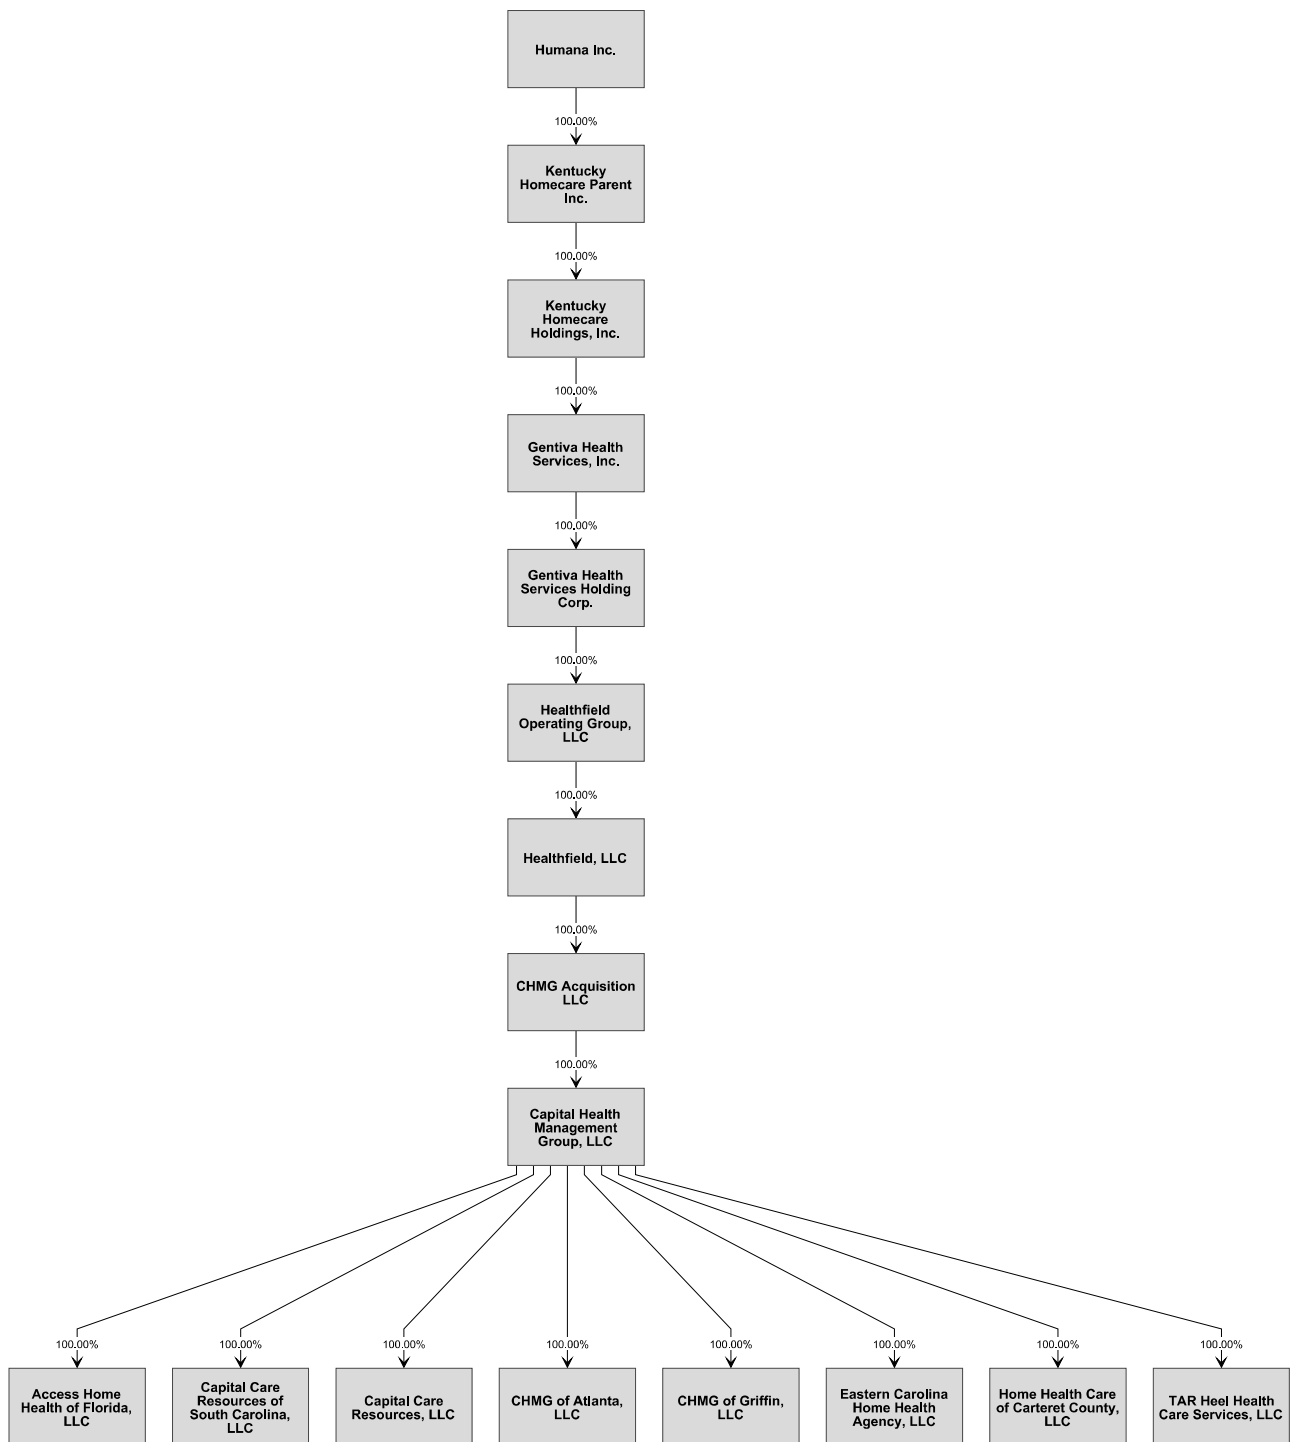 Humana Inc.
100.00%
Kentucky
Homecare Parent
Inc.
100.00%
Kentucky
Homecare
Holdings, Inc.
100.00%
Gentiva Health
Services, Inc.
100.00%
Gentiva Health
Services Holding
Corp.
100.00%
Healthfield
Operating Group,
LLC
100.00%
Healthfield, LLC
100.00%
CHMG Acquisition
LLC
100.00%
Capital Health
Management
Group, LLC
100.00%
Access Home
Health of Florida,
LLC
100.00%
Capital Care
Resources of
South Carolina,
LLC
100.00%
Capital Care
Resources, LLC
100.00%
CHMG of Atlanta,
LLC
100.00%
CHMG of Griffin,
LLC
100.00%
Eastern Carolina
Home Health
Agency, LLC
100.00%
Home Health Care
of Carteret County,
LLC
100.00%
TAR Heel Health
Care Services, LLC